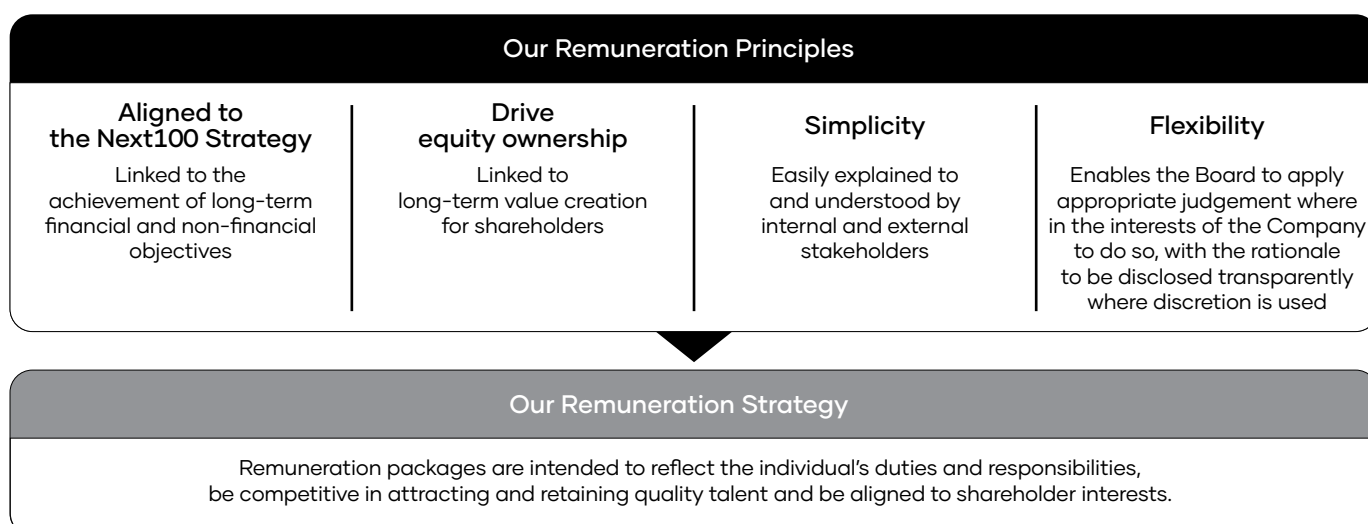 Our Remuneration Principles
Aligned to
the Next100 Strategy
Linked to the
achievement of long-term
financial and non-financial
objectives
Drive
equity ownership
Linked to
long-term value creation
for shareholders
Simplicity
Easily explained to
and understood by
internal and external
stakeholders
Flexibility
Enables the Board to apply
appropriate judgement where
in the interests of the Company
to do so, with the rationale
to be disclosed transparently
where discretion is used
Our Remuneration Strategy
Remuneration packages are intended to reflect the individual’s duties and responsibilities,
be competitive in attracting and retaining quality talent and be aligned to shareholder interests.